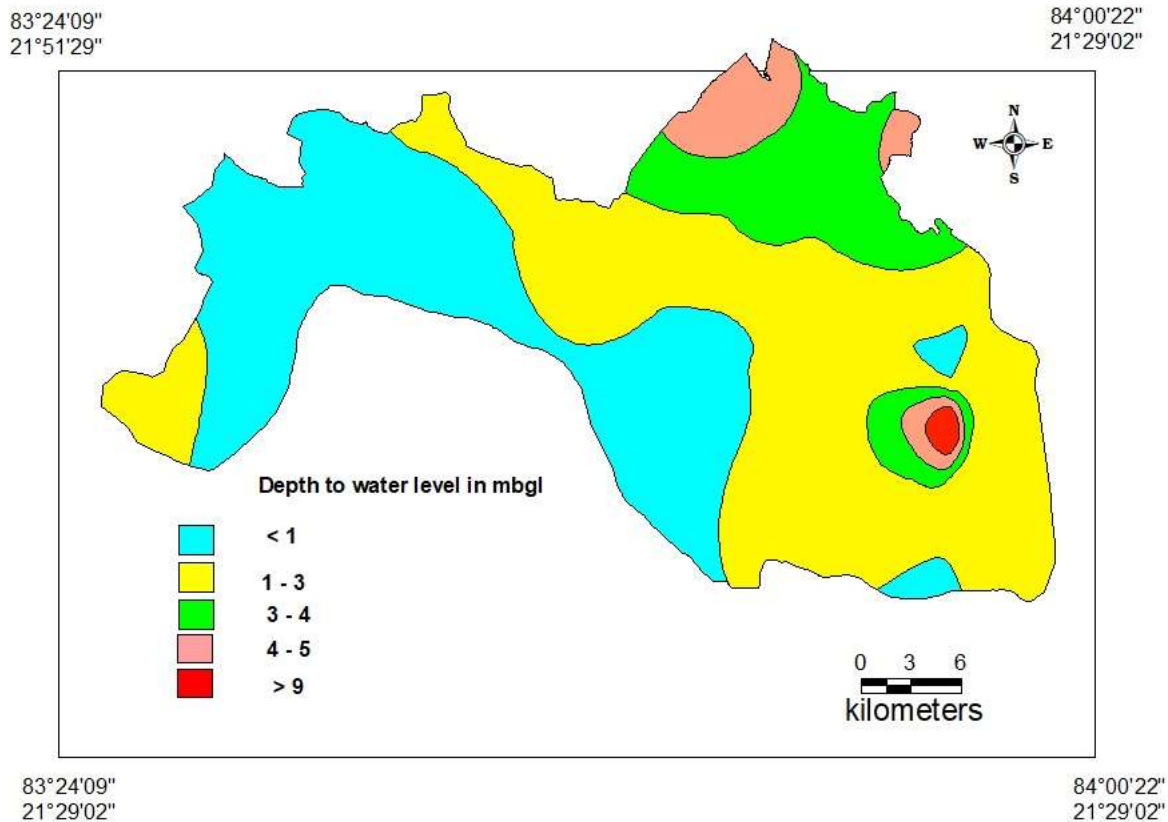 83°24'09"
21°51'29"
84°00'22"
21°29'02"
N
W E
S
Depth to water level in mbgl
< 1
1 - 3
3 - 4
4 - 5
> 9
0 3 6
kilometers
83°24'09"
21°29'02"
84°00'22"
21°29'02"